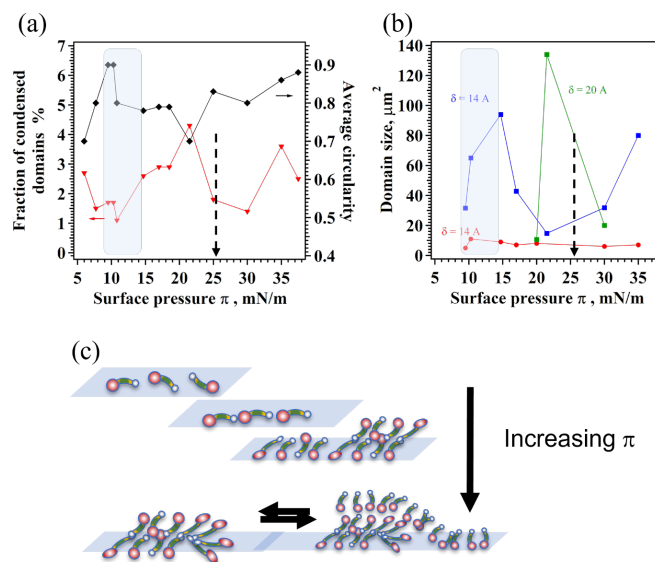 (a)
7
6
5
4
3
2
1
0
Fraction of condensed
domains %
0.9
0.8
0.7
0.6
0.5
0.4
Average circularity
5 10 15 20 25 30 35
Surface pressure π , mN/m
(b)
140
120
100
80
60
40
20
0
Domain size, μm²
δ = 14 A
δ = 20 A
δ = 14 A
5 10 15 20 25 30 35 40
Surface pressure π , mN/m
(c)
Increasing π